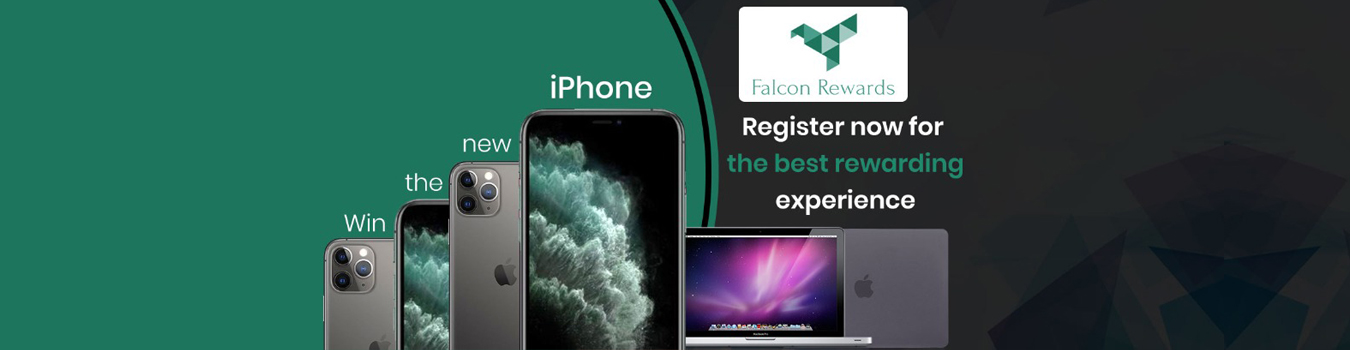 Win
the
new
iPhone
Falcon Rewards
Register now for
the best rewarding
experience